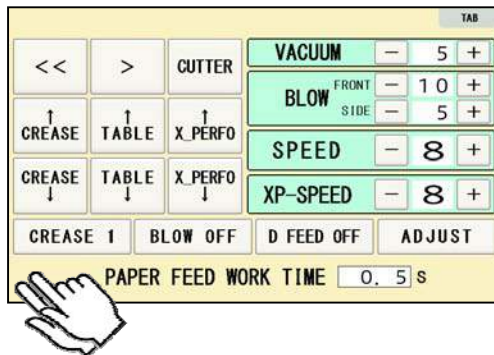 TAB
<< > CUTTER VACUUM － 5 ＋
↑ CREASE ↑ TABLE ↑ X_PERFO BLOW FRONT － 10 ＋
SIDE － 5 ＋
SPEED － 8 ＋
CREASE ↓ TABLE ↓ X_PERFO ↓ XP-SPEED － 8 ＋
CREASE 1 BLOW OFF D FEED OFF ADJUST
PAPER FEED WORK TIME 0. 5 S